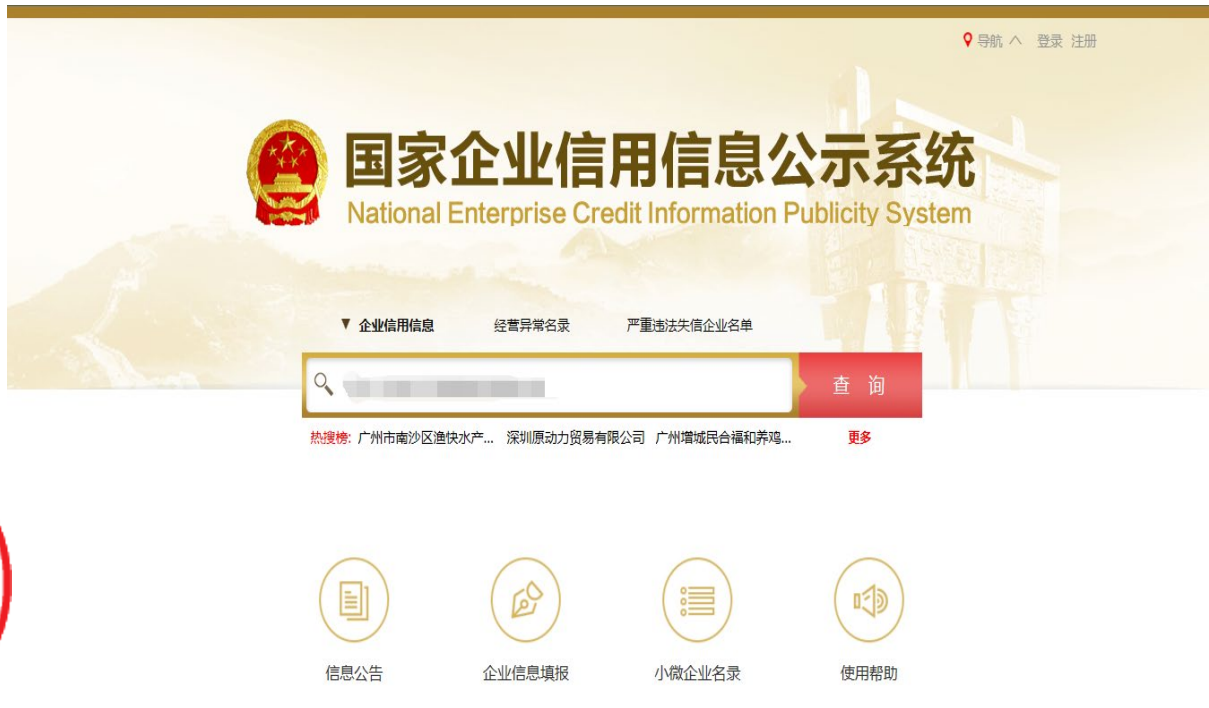 导航 登录 注册
国家企业信用信息公示系统
National Enterprise Credit Information Publicity System
企业信用信息 经营异常名录 严重违法失信企业名单
查 询
热搜榜: 广州市南沙区渔快水产... 深圳原动力贸易有限公司 广州增城民合福和养鸡... 更多
信息公告 企业信息填报 小微企业名录 使用帮助